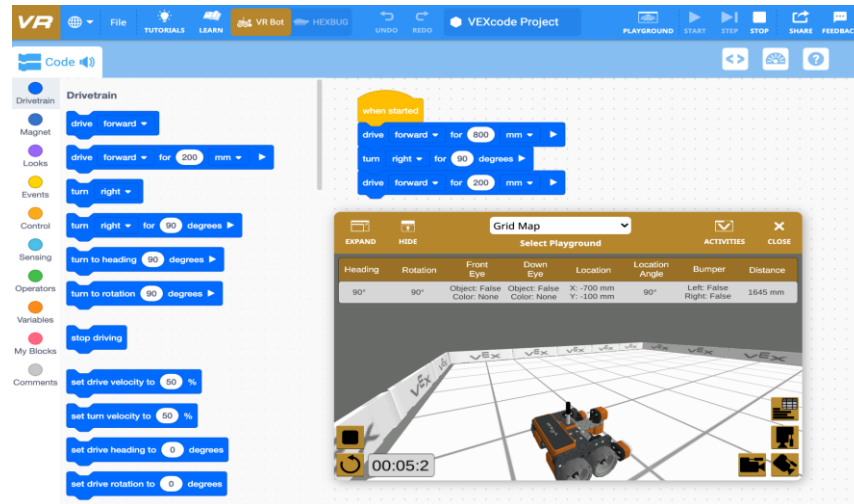 VR
File
TUTORIALS
LEARN
VR Bot
HEXBUG
UNDO
REDO
VEXcode Project
PLAYGROUND
START
STEP
STOP
SHARE
FEEDBAC
Code
Drivetrain
Magnet
Looks
Events
Control
Sensing
Operators
Variables
My Blocks
Comments
Drivetrain
drive forward
drive forward for 200 mm
turn right
turn right for 90 degrees
turn to heading 90 degrees
turn to rotation 90 degrees
stop driving
set drive velocity to 50 %
set turn velocity to 50 %
set drive heading to 0 degrees
set drive rotation to 0 degrees
when started
drive forward for 800 mm
turn right for 90 degrees
drive forward for 200 mm
EXPAND
HIDE
Grid Map
Select Playground
ACTIVITIES
CLOSE
Heading Rotation Front Eye Down Eye Location Location Angle Bumper Distance
90° 90° Object: False Object: False X: -700 mm 90° Left: False 1645 mm
Color: None Color: None Y: -100 mm Right: False
vex
vex
vex
vex
vex
vex
00:05:2